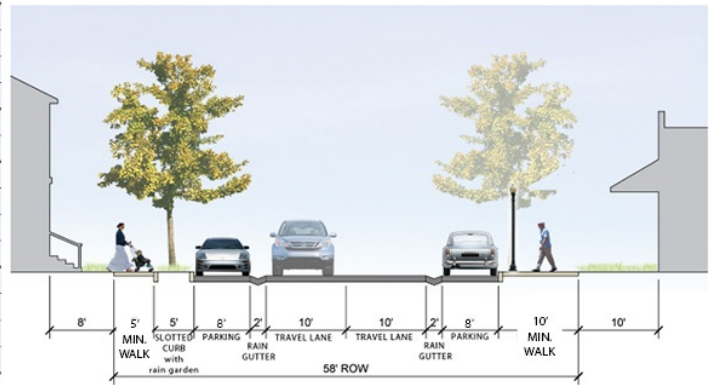 8'
5'
MIN.
WALK
5'
SLOTTED
CURB
with
rain garden
8'
PARKING
2'
RAIN
GUTTER
10'
TRAVEL LANE
10'
TRAVEL LANE
2'
RAIN
GUTTER
8'
PARKING
10'
MIN.
WALK
10'
58' ROW